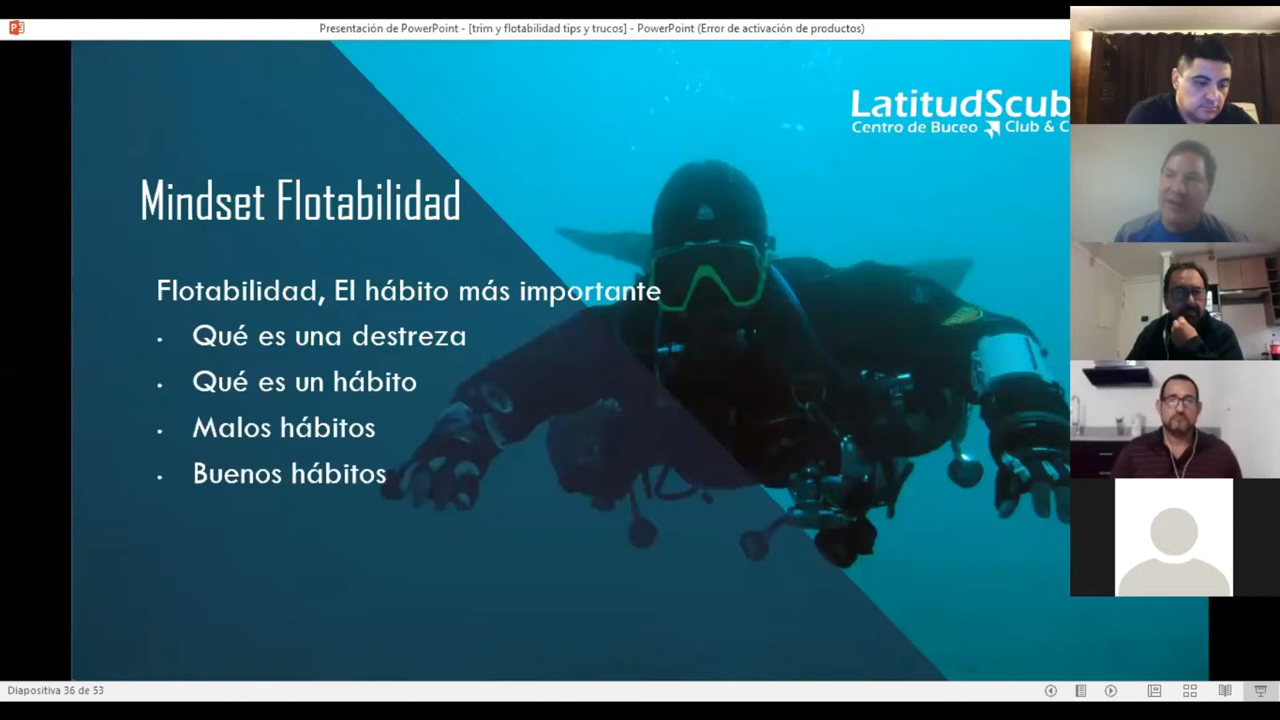 Presentación de PowerPoint - [trim y flotabilidad tips y trucos] - PowerPoint (Error de activación de productos)
LatitudScub
Centro de Buceo Club & C
Mindset Flotabilidad
Flotabilidad, El hábito más importante
• Qué es una destreza
• Qué es un hábito
• Malos hábitos
• Buenos hábitos
Diapositiva 36 de 53